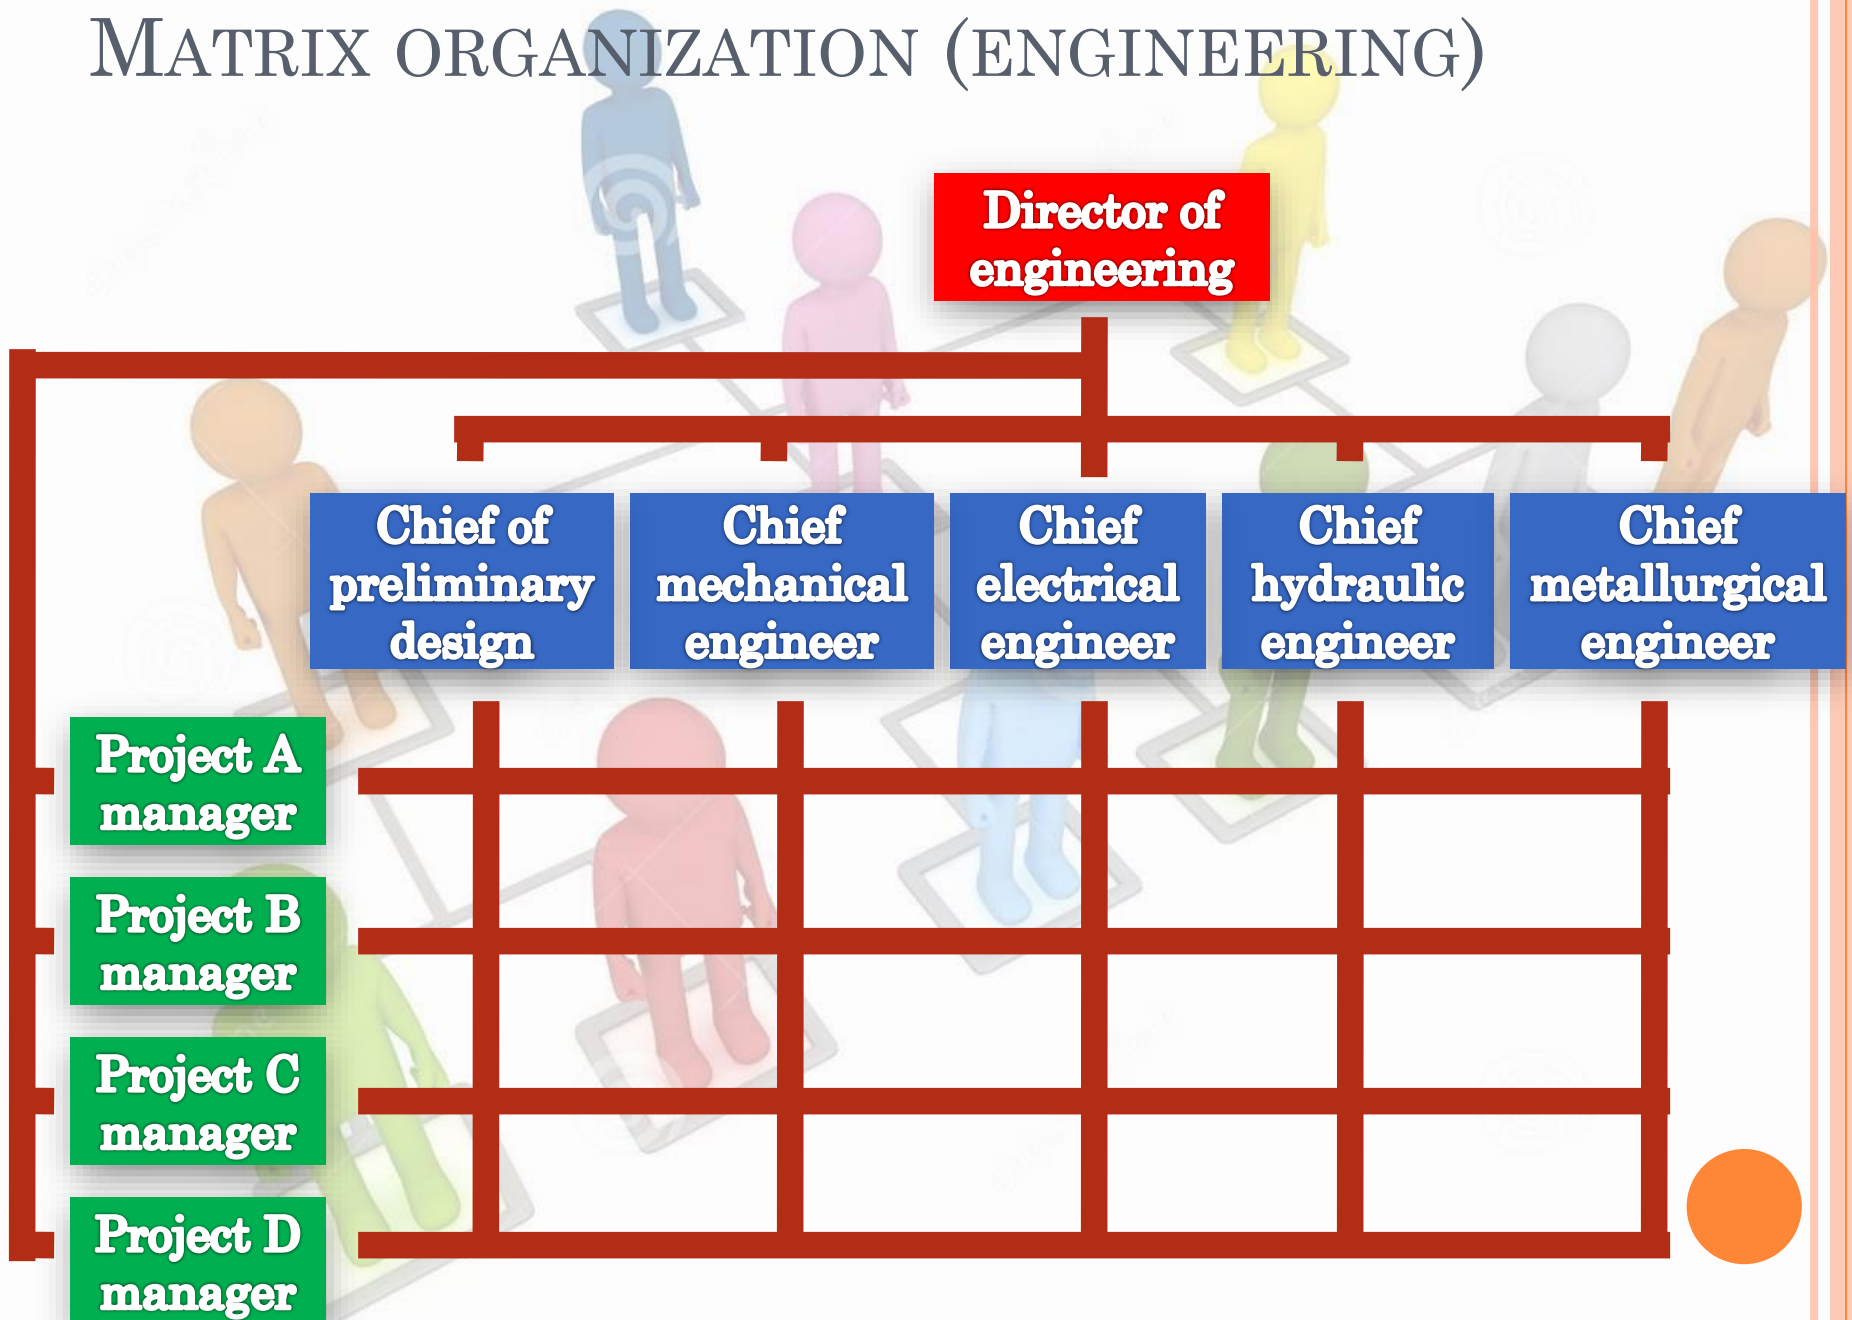 MATRIX ORGANIZATION (ENGINEERING)
Director of
engineering
Chief of
preliminary
design
Chief
mechanical
engineer
Chief
electrical
engineer
Chief
hydraulic
engineer
Chief
metallurgical
engineer
Project A
manager
Project B
manager
Project C
manager
Project D
manager